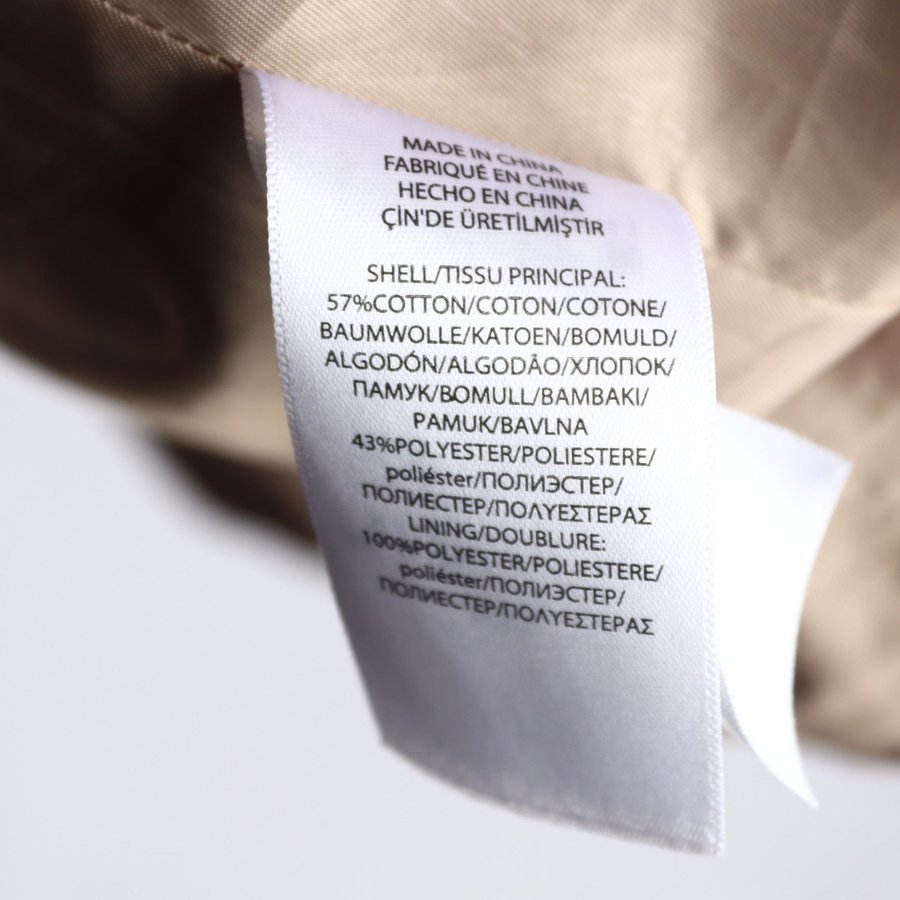 MADE IN CHINA
FABRIQUÉ EN CHINE
HECHO EN CHINA
ÇİN'DE ÜRETİLMİŞTİR
SHELL/TISSU PRINCIPAL:
57%COTTON/COTON/COTONE/
BAUMWOLLE/KATOEN/BOMULD/
ALGODÓN/ALGODÃO/ХЛОПОК/
ПАМУК/BOMULL/BAMBAKI/
PAMUK/BAVLNA
43%POLYESTER/POLIESTERE/
poliéster/ПОЛИЭСТЕР/
ПОЛИЕСТЕР/ΠΟΛΥΕΣΤΕΡΑΣ
LINING/DOUBLURE:
100%POLYESTER/POLIESTERE/
poliéster/ПОЛИЭСТЕР/
ПОЛИЕСТЕР/ΠΟΛΥΕΣΤΕΡΑΣ